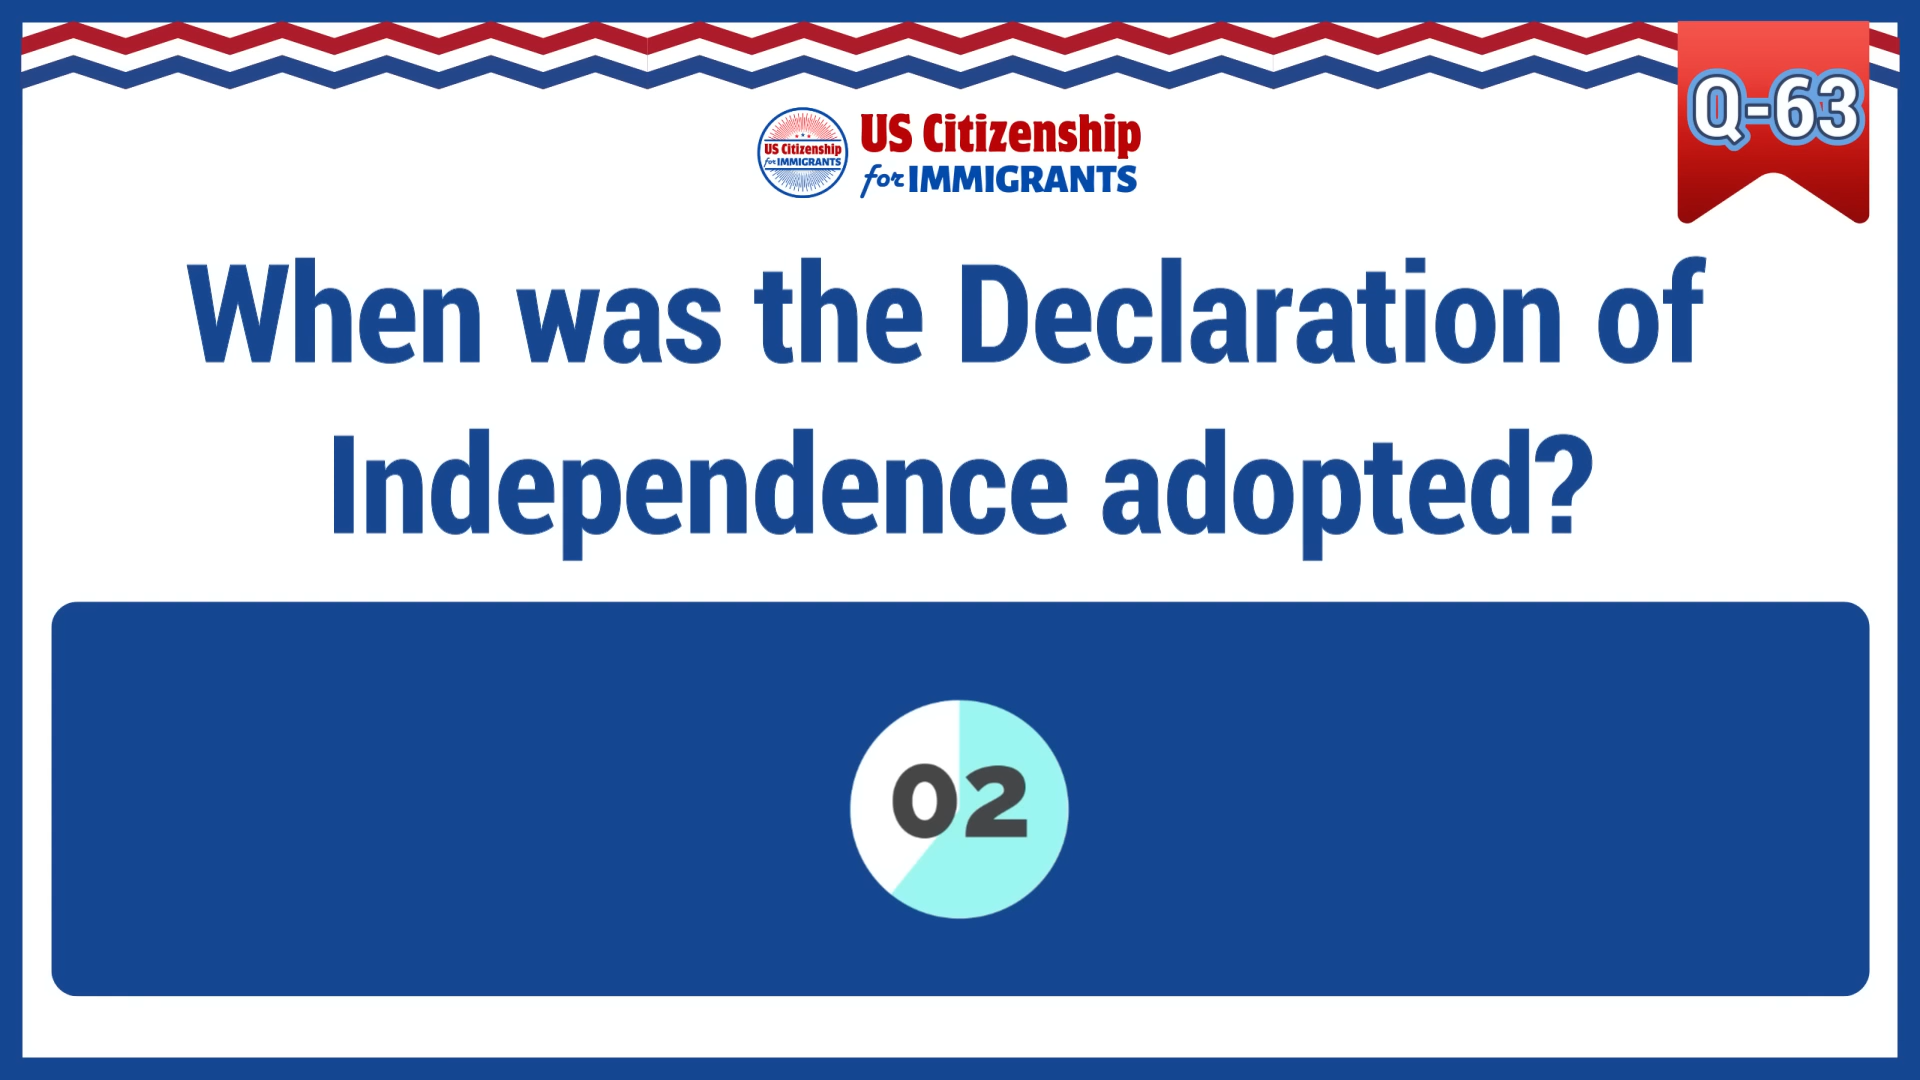 Q-63
US Citizenship
for IMMIGRANTS
US Citizenship
for IMMIGRANTS
When was the Declaration of
Independence adopted?
02